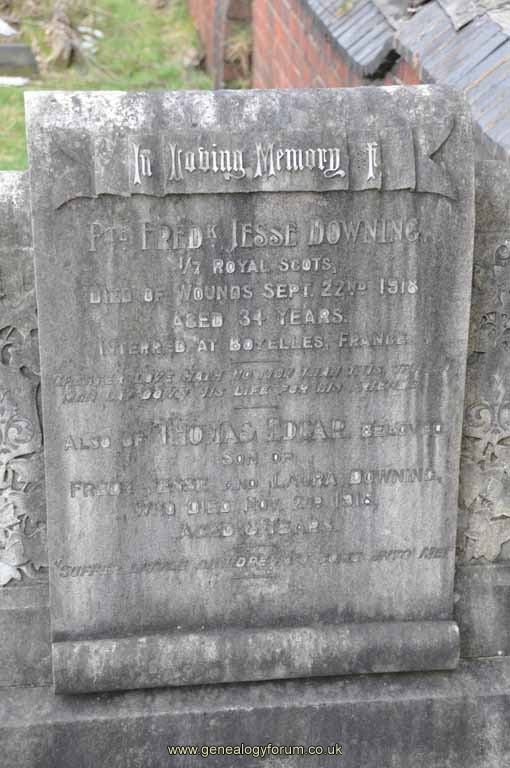 In Loving Memory of
Pte Fredk Jesse Downing,
1/7 Royal Scots,
Died of Wounds Sept. 22nd 1918
Aged 34 Years.
Interred at Boyelles, France.
Greater love hath no man than this, that a
man lay down his life for his friends
Also of Thomas Edgar beloved
son of
Fredk Jesse and Laura Downing,
who died Nov. 2nd 1918,
Aged 8 Years.
"Suffer little children to come unto Me."
www.genealogyforum.co.uk